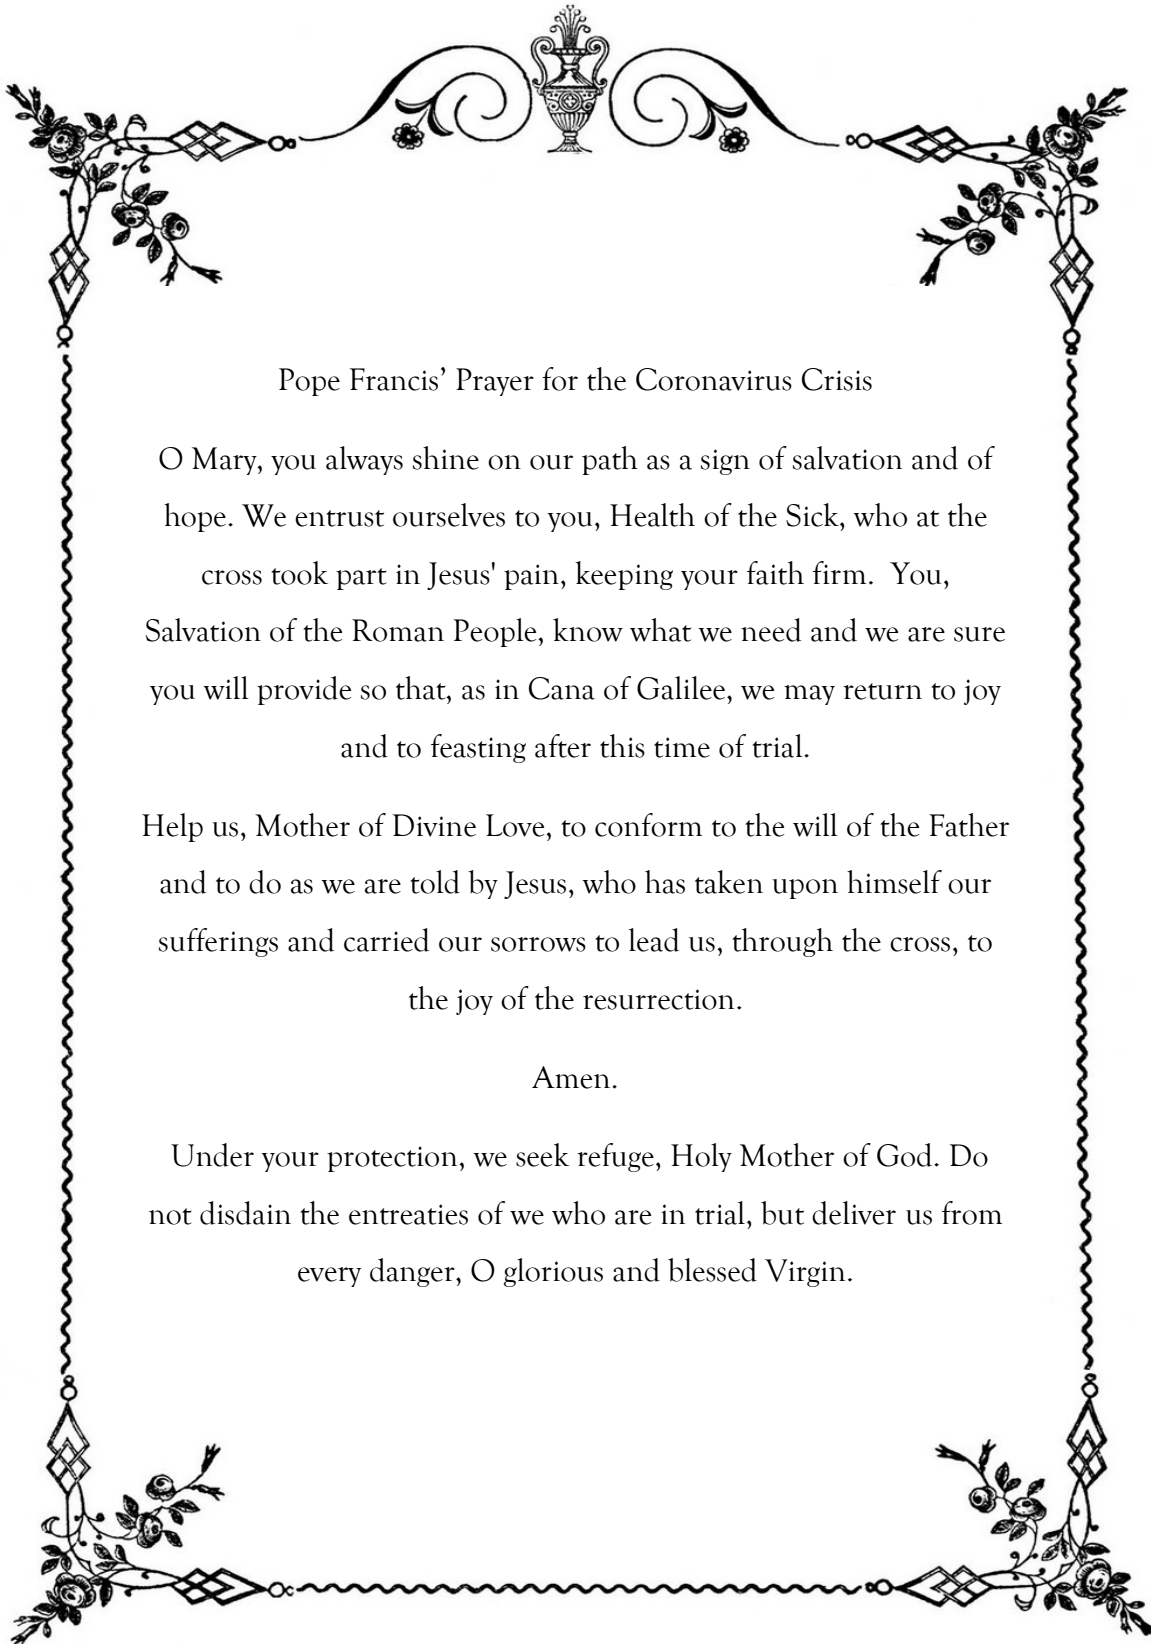 Pope Francis’ Prayer for the Coronavirus Crisis
O Mary, you always shine on our path as a sign of salvation and of
hope. We entrust ourselves to you, Health of the Sick, who at the
cross took part in Jesus' pain, keeping your faith firm.  You,
Salvation of the Roman People, know what we need and we are sure
you will provide so that, as in Cana of Galilee, we may return to joy
and to feasting after this time of trial.
Help us, Mother of Divine Love, to conform to the will of the Father
and to do as we are told by Jesus, who has taken upon himself our
sufferings and carried our sorrows to lead us, through the cross, to
the joy of the resurrection.
Amen.
Under your protection, we seek refuge, Holy Mother of God. Do
not disdain the entreaties of we who are in trial, but deliver us from
every danger, O glorious and blessed Virgin.